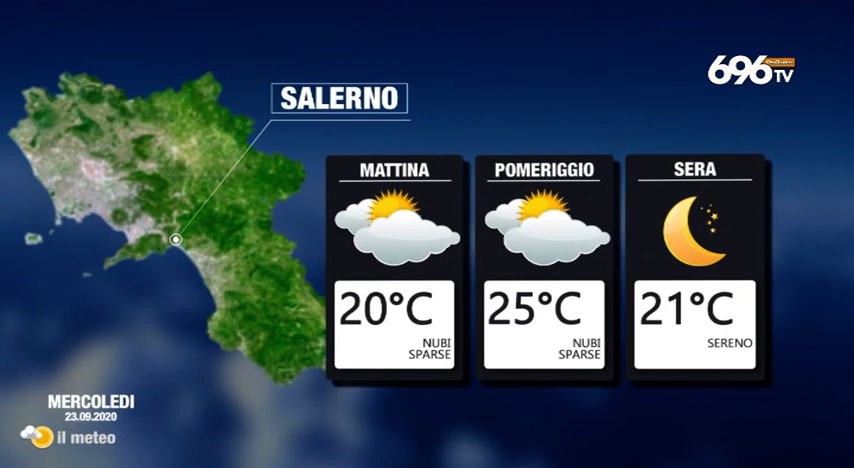 696 TV
SALERNO
MATTINA
20°C
NUBI
SPARSE
POMERIGGIO
25°C
NUBI
SPARSE
SERA
21°C
SERENO
MERCOLEDI
23.09.2020
il meteo